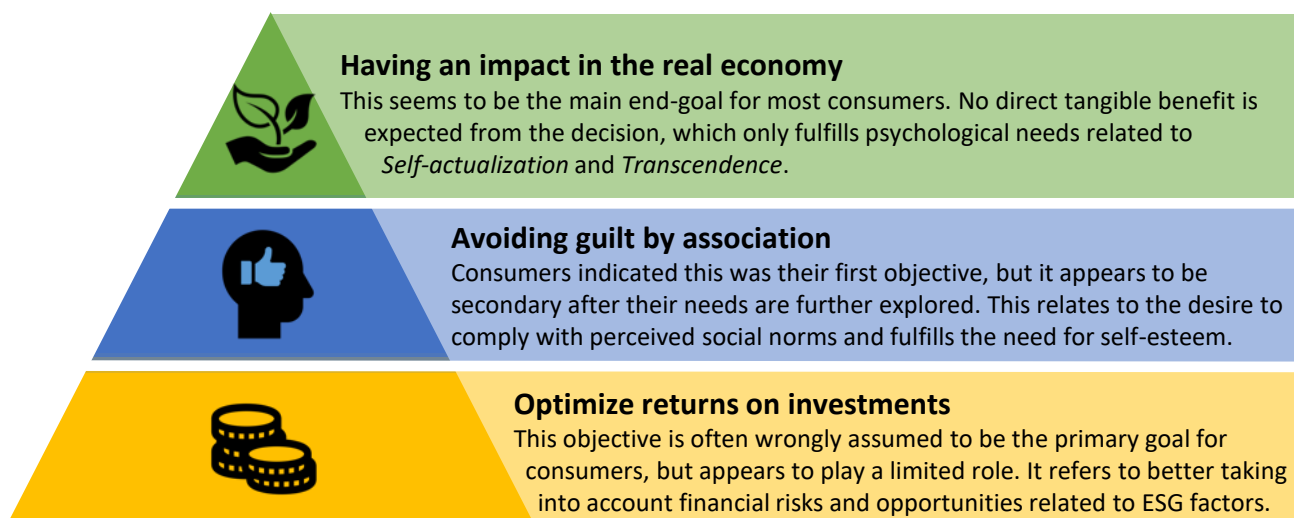 Having an impact in the real economy
This seems to be the main end-goal for most consumers. No direct tangible benefit is
expected from the decision, which only fulfills psychological needs related to
Self-actualization and Transcendence.
Avoiding guilt by association
Consumers indicated this was their first objective, but it appears to be
secondary after their needs are further explored. This relates to the desire to
comply with perceived social norms and fulfills the need for self-esteem.
Optimize returns on investments
This objective is often wrongly assumed to be the primary goal for
consumers, but appears to play a limited role. It refers to better taking
into account financial risks and opportunities related to ESG factors.